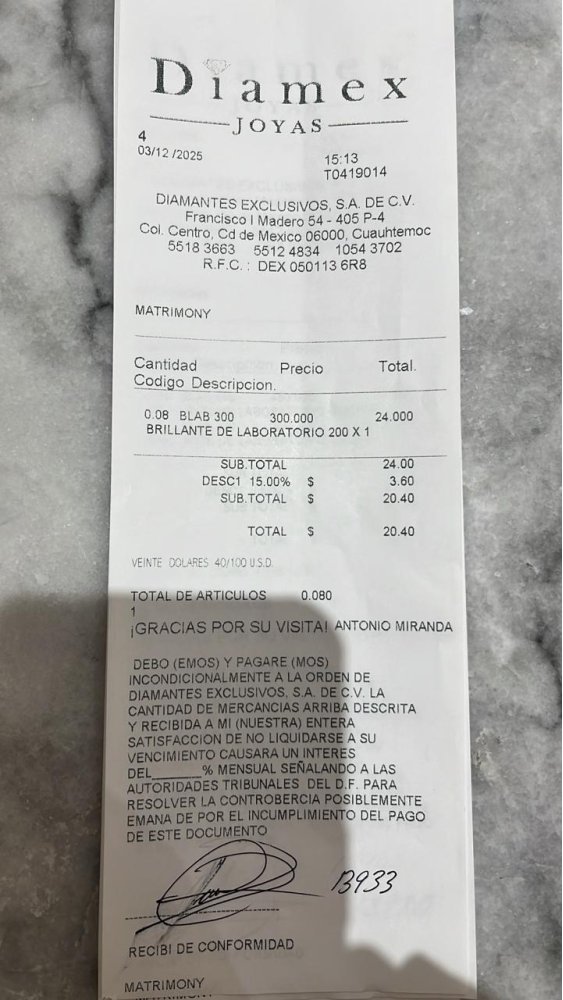 Diamex
JOYAS
4
03/12 /2025
15:13
T0419014
DIAMANTES EXCLUSIVOS, S.A. DE C.V.
Francisco I Madero 54 - 405 P-4
Col. Centro, Cd de Mexico 06000, Cuauhtemoc
5518 3663 5512 4834 1054 3702
R.F.C. : DEX 050113 6R8
MATRIMONY
Cantidad Precio Total.
Codigo Descripcion.
0.08 BLAB 300 300.000 24.000
BRILLANTE DE LABORATORIO 200 X 1
SUB.TOTAL 24.00
DESC1 15.00% $ 3.60
SUB.TOTAL $ 20.40
TOTAL $ 20.40
VEINTE DOLARES 40/100 U.S.D.
TOTAL DE ARTICULOS 0.080
1
¡GRACIAS POR SU VISITA! ANTONIO MIRANDA
DEBO (EMOS) Y PAGARE (MOS)
INCONDICIONALMENTE A LA ORDEN DE
DIAMANTES EXCLUSIVOS, S.A. DE C.V. LA
CANTIDAD DE MERCANCIAS ARRIBA DESCRITA
Y RECIBIDA A MI (NUESTRA) ENTERA
SATISFACCION DE NO LIQUIDARSE A SU
VENCIMIENTO CAUSARA UN INTERES
DEL______% MENSUAL SEÑALANDO A LAS
AUTORIDADES TRIBUNALES DEL D.F. PARA
RESOLVER LA CONTROBERCIA POSIBLEMENTE
EMANA DE POR EL INCUMPLIMIENTO DEL PAGO
DE ESTE DOCUMENTO
B933
RECIBI DE CONFORMIDAD
MATRIMONY